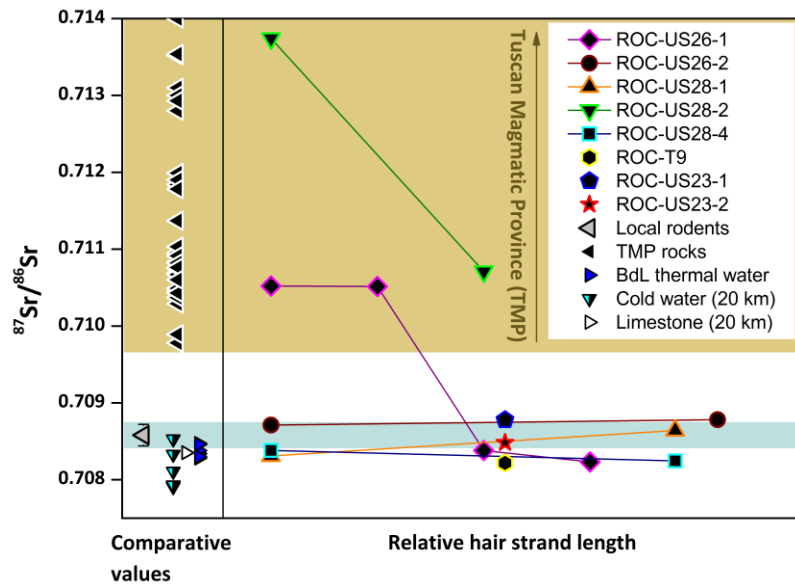 0.714
0.713
0.712
0.711
0.710
0.709
0.708
⁸⁷Sr/⁸⁶Sr
Tuscan Magmatic Province (TMP)
ROC-US26-1
ROC-US26-2
ROC-US28-1
ROC-US28-2
ROC-US28-4
ROC-T9
ROC-US23-1
ROC-US23-2
Local rodents
TMP rocks
BdL thermal water
Cold water (20 km)
Limestone (20 km)
Comparative
values
Relative hair strand length